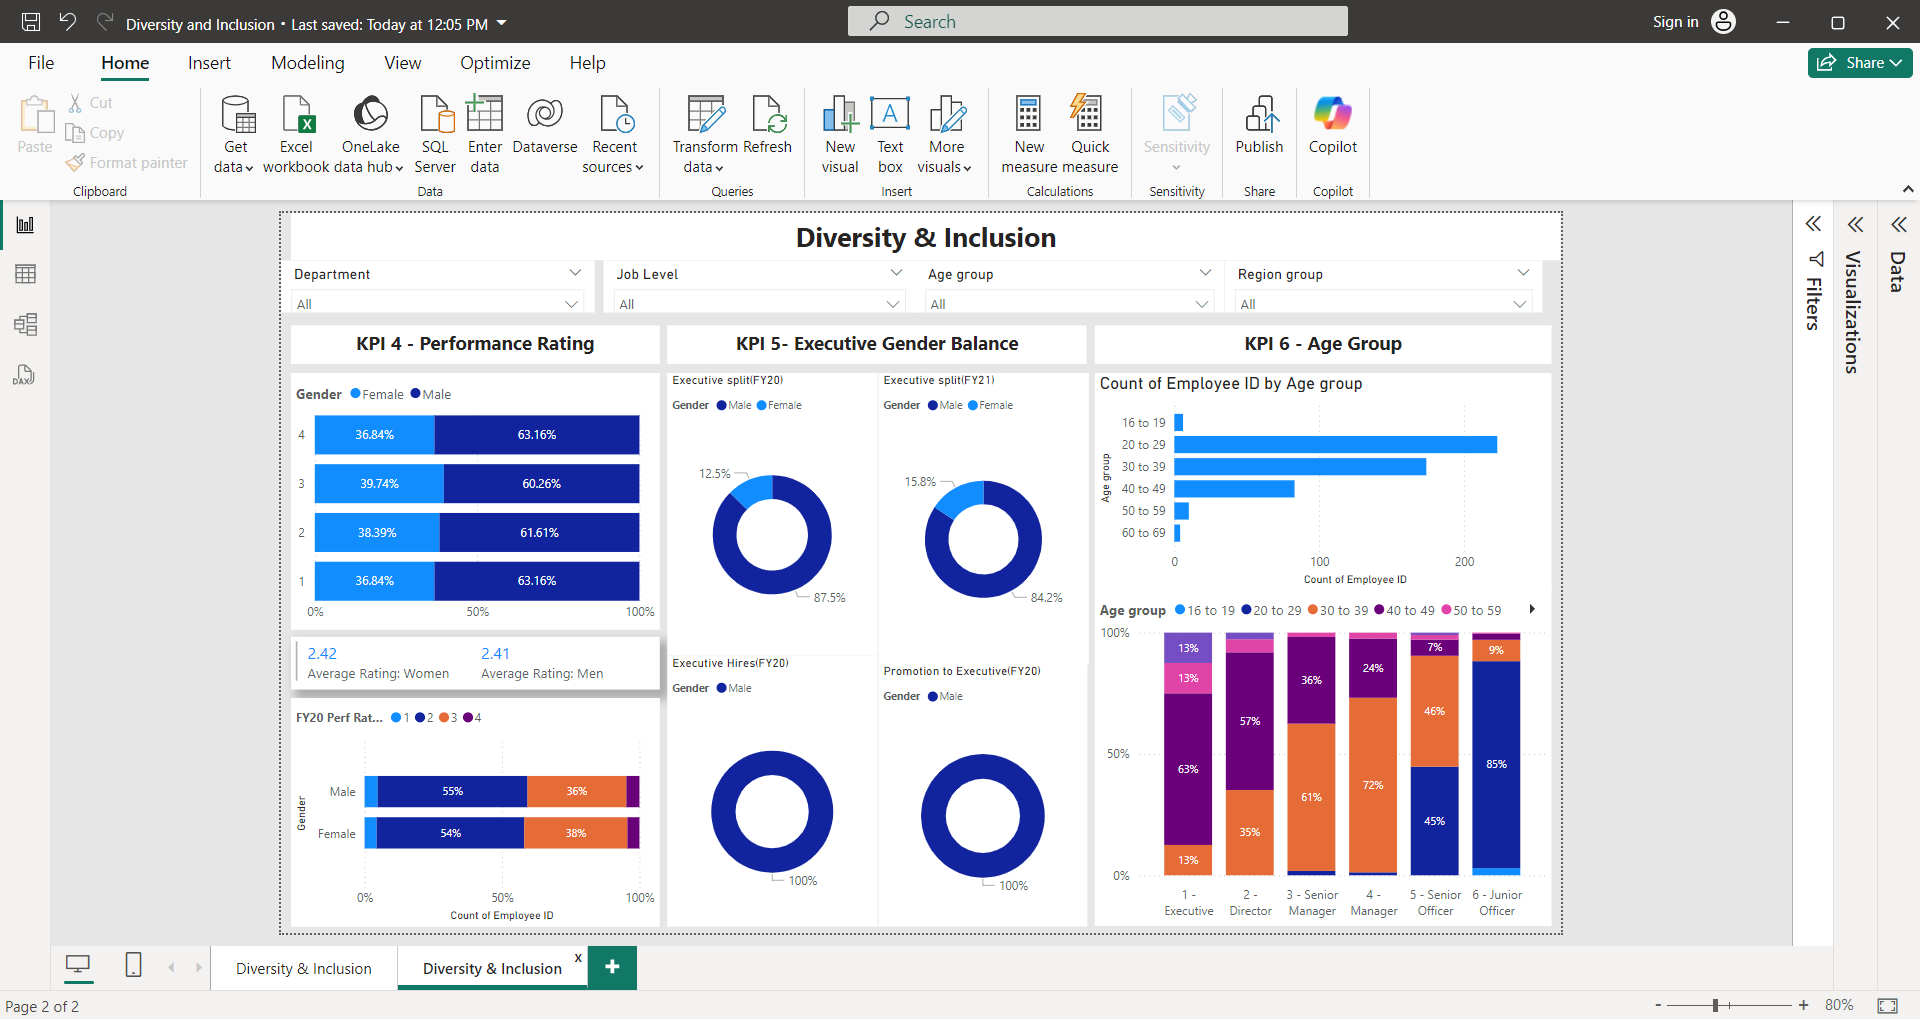 Diversity and Inclusion • Last saved: Today at 12:05 PM
Search
Sign in
File
Home
Insert
Modeling
View
Optimize
Help
Share
Paste
Cut
Copy
Format painter
Clipboard
Get data
Excel workbook
OneLake data hub
SQL Server
Enter data
Dataverse
Recent sources
Data
Transform data
Refresh
Queries
New visual
Text box
More visuals
Insert
New measure
Quick measure
Calculations
Sensitivity
Sensitivity
Publish
Share
Copilot
Copilot
Diversity & Inclusion
Department
All
Job Level
All
Age group
All
Region group
All
KPI 4 - Performance Rating
KPI 5- Executive Gender Balance
KPI 6 - Age Group
Gender Female Male
4 36.84% 63.16%
3 39.74% 60.26%
2 38.39% 61.61%
1 36.84% 63.16%
0% 50% 100%
2.42
Average Rating: Women
2.41
Average Rating: Men
FY20 Perf Rat... 1 2 3 4
Gender
Male 55% 36%
Female 54% 38%
0% 50% 100%
Count of Employee ID
Executive split(FY20)
Gender Male Female
12.5%
87.5%
Executive split(FY21)
Gender Male Female
15.8%
84.2%
Executive Hires(FY20)
Gender Male
100%
Promotion to Executive(FY20)
Gender Male
100%
Count of Employee ID by Age group
Age group
16 to 19
20 to 29
30 to 39
40 to 49
50 to 59
60 to 69
0 100 200
Count of Employee ID
Age group 16 to 19 20 to 29 30 to 39 40 to 49 50 to 59
100%
50%
0%
13%
13%
63%
13%
57%
35%
36%
61%
24%
72%
7%
46%
45%
9%
85%
1 - Executive
2 - Director
3 - Senior Manager
4 - Manager
5 - Senior Officer
6 - Junior Officer
Filters
Visualizations
Data
DAX
Diversity & Inclusion
Diversity & Inclusion
x
+
Page 2 of 2
- + 80%